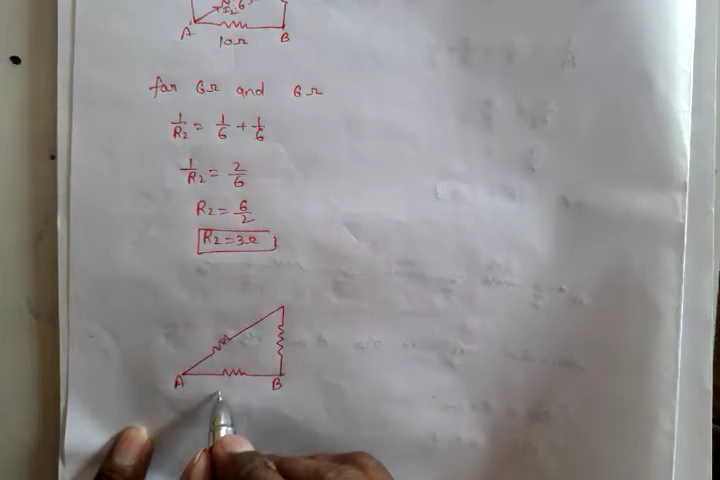 A B
10Ω
for 6Ω and 6Ω
1/R2 = 1/6 + 1/6
1/R2 = 2/6
R2 = 6/2
R2 = 3Ω
A B